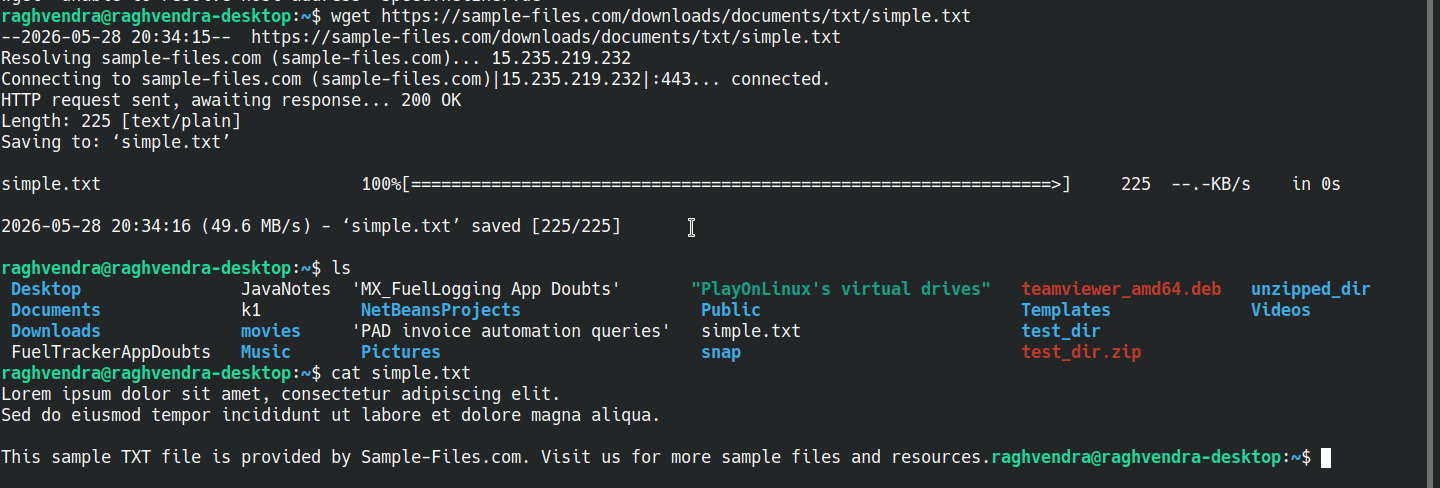 raghvendra@raghvendra-desktop:~$ wget https://sample-files.com/downloads/documents/txt/simple.txt
--2026-05-28 20:34:15--  https://sample-files.com/downloads/documents/txt/simple.txt
Resolving sample-files.com (sample-files.com)... 15.235.219.232
Connecting to sample-files.com (sample-files.com)|15.235.219.232|:443... connected.
HTTP request sent, awaiting response... 200 OK
Length: 225 [text/plain]
Saving to: ‘simple.txt’
simple.txt                          100%[================================================================>]     225  --.-KB/s    in 0s
2026-05-28 20:34:16 (49.6 MB/s) - ‘simple.txt’ saved [225/225]
raghvendra@raghvendra-desktop:~$ ls
 Desktop                JavaNotes  'MX_FuelLogging App Doubts'       "PlayOnLinux's virtual drives"   teamviewer_amd64.deb   unzipped_dir
 Documents              k1          NetBeansProjects                  Public                          Templates              Videos
 Downloads              movies     'PAD invoice automation queries'   simple.txt                      test_dir
 FuelTrackerAppDoubts   Music       Pictures                          snap                            test_dir.zip
raghvendra@raghvendra-desktop:~$ cat simple.txt
Lorem ipsum dolor sit amet, consectetur adipiscing elit.
Sed do eiusmod tempor incididunt ut labore et dolore magna aliqua.
This sample TXT file is provided by Sample-Files.com. Visit us for more sample files and resources.raghvendra@raghvendra-desktop:~$